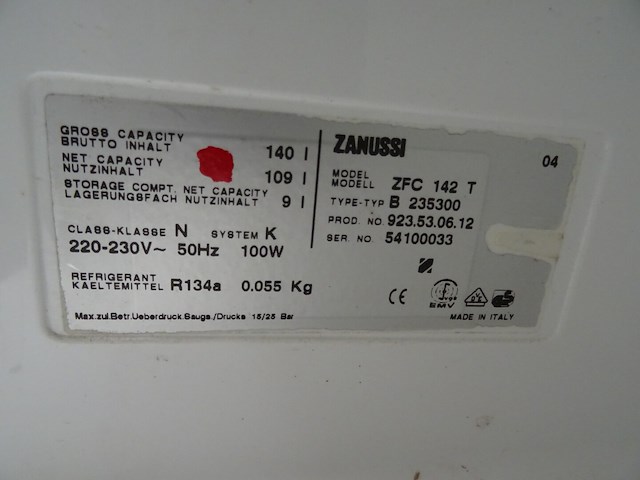 GROSS CAPACITY
BRUTTO INHALT 140 l
NET CAPACITY
NUTZINHALT 109 l
STORAGE COMPT. NET CAPACITY
LAGERUNGSFACH NUTZINHALT 9 l
CLASS-KLASSE N SYSTEM K
220-230V~ 50Hz 100W
REFRIGERANT
KAELTEMITTEL R134a 0.055 Kg
Max.zul.Betr.Ueberdruck.Sauge./Drucks 15/25 Bar
ZANUSSI 04
MODEL
MODELL ZFC 142 T
TYPE-TYP B 235300
PROD. NO. 923.53.06.12
SER NO. 54100033
CE
EMV
MADE IN ITALY